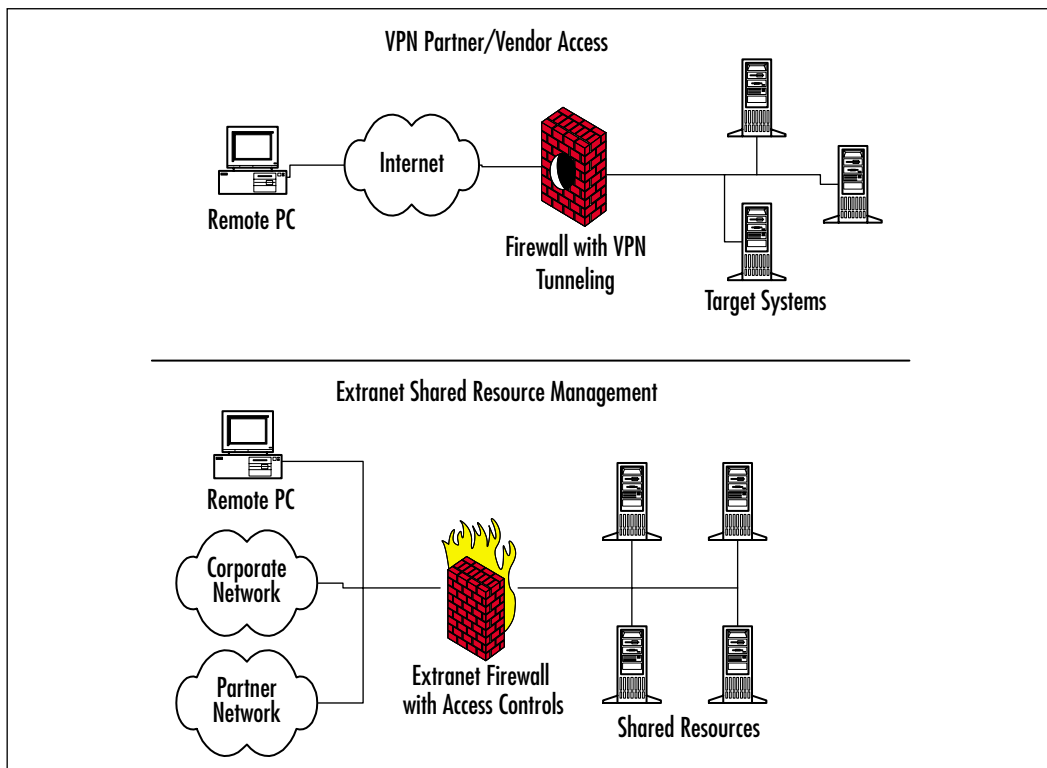 VPN Partner/Vendor Access
Internet
Remote PC
Firewall with VPN
Tunneling
Target Systems
Extranet Shared Resource Management
Remote PC
Corporate
Network
Partner
Network
Extranet Firewall
with Access Controls
Shared Resources